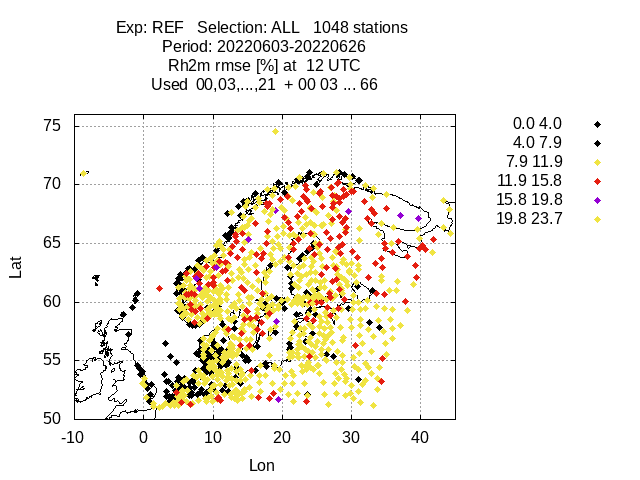 Exp: REF   Selection: ALL   1048 stations
Period: 20220603-20220626
Rh2m rmse [%] at  12 UTC
Used  00,03,...,21  + 00 03 ... 66
0.0 4.0
4.0 7.9
7.9 11.9
11.9 15.8
15.8 19.8
19.8 23.7
75
70
65
60
55
50
Lat
-10 0 10 20 30 40
Lon